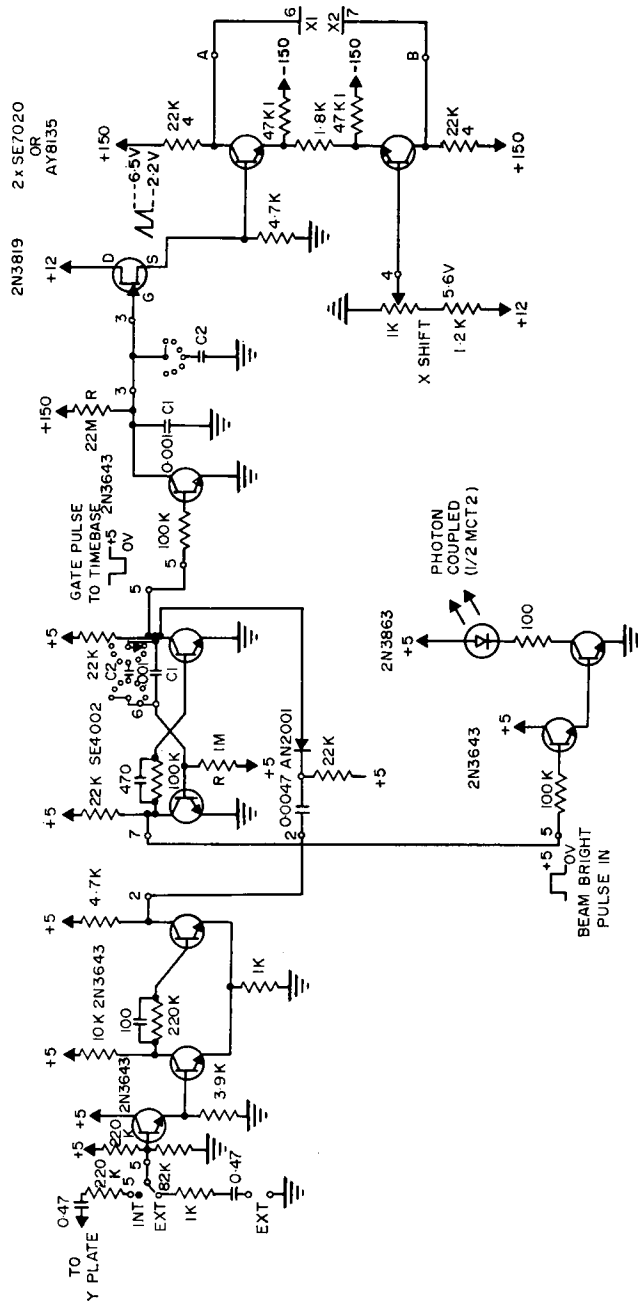 TO
Y PLATE
0.47
220
K
INT
5
EXT
1K
0.47
EXT
+5
220
K
5
82K
+5
2N3643
3.9K
+5
10K 2N3643
100
220K
1K
+5
4.7K
2
+5
22K SE4002
7
470
100K
R 1M
+5
6
C2
.001
C1
22K
+5
2
0.0047 AN2001
22K
+5
GATE PULSE
TO TIMEBASE
+5
0V
5
5
100K
2N3643
+150
22M R
0.001
C1
3
3
C2
2N3819
+12
D
G
S
6.5V
2.2V
4.7K
2 x SE7020
OR
AY8135
+150
22K
4
A
6
X1
X2
7
B
47K1
-150
1.8K
47K1
-150
22K
4
+150
4
1K
X SHIFT
5.6V
1.2K
+12
BEAM BRIGHT
PULSE IN
+5
0V
5
100K
2N3643
+5
2N3863
+5
100
PHOTON
COUPLED
(1/2 MCT2)